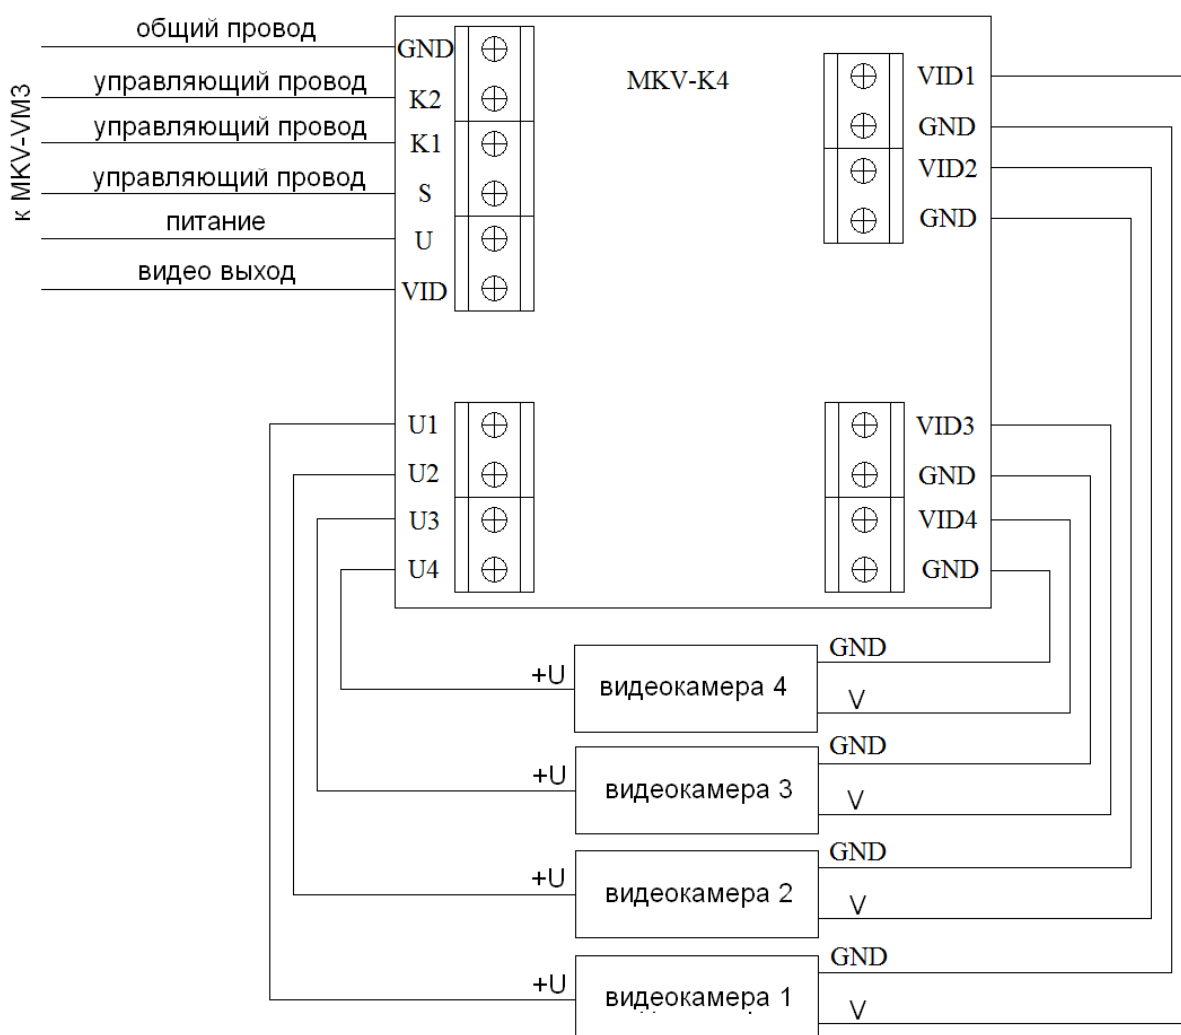 общий провод
GND
управляющий провод
K2
управляющий провод
K1
управляющий провод
S
питание
U
видео выход
VID
к MKV-VM3
MKV-K4
VID1
GND
VID2
GND
U1
U2
U3
U4
VID3
GND
VID4
GND
+U
видеокамера 4
GND
V
+U
видеокамера 3
GND
V
+U
видеокамера 2
GND
V
+U
видеокамера 1
GND
V